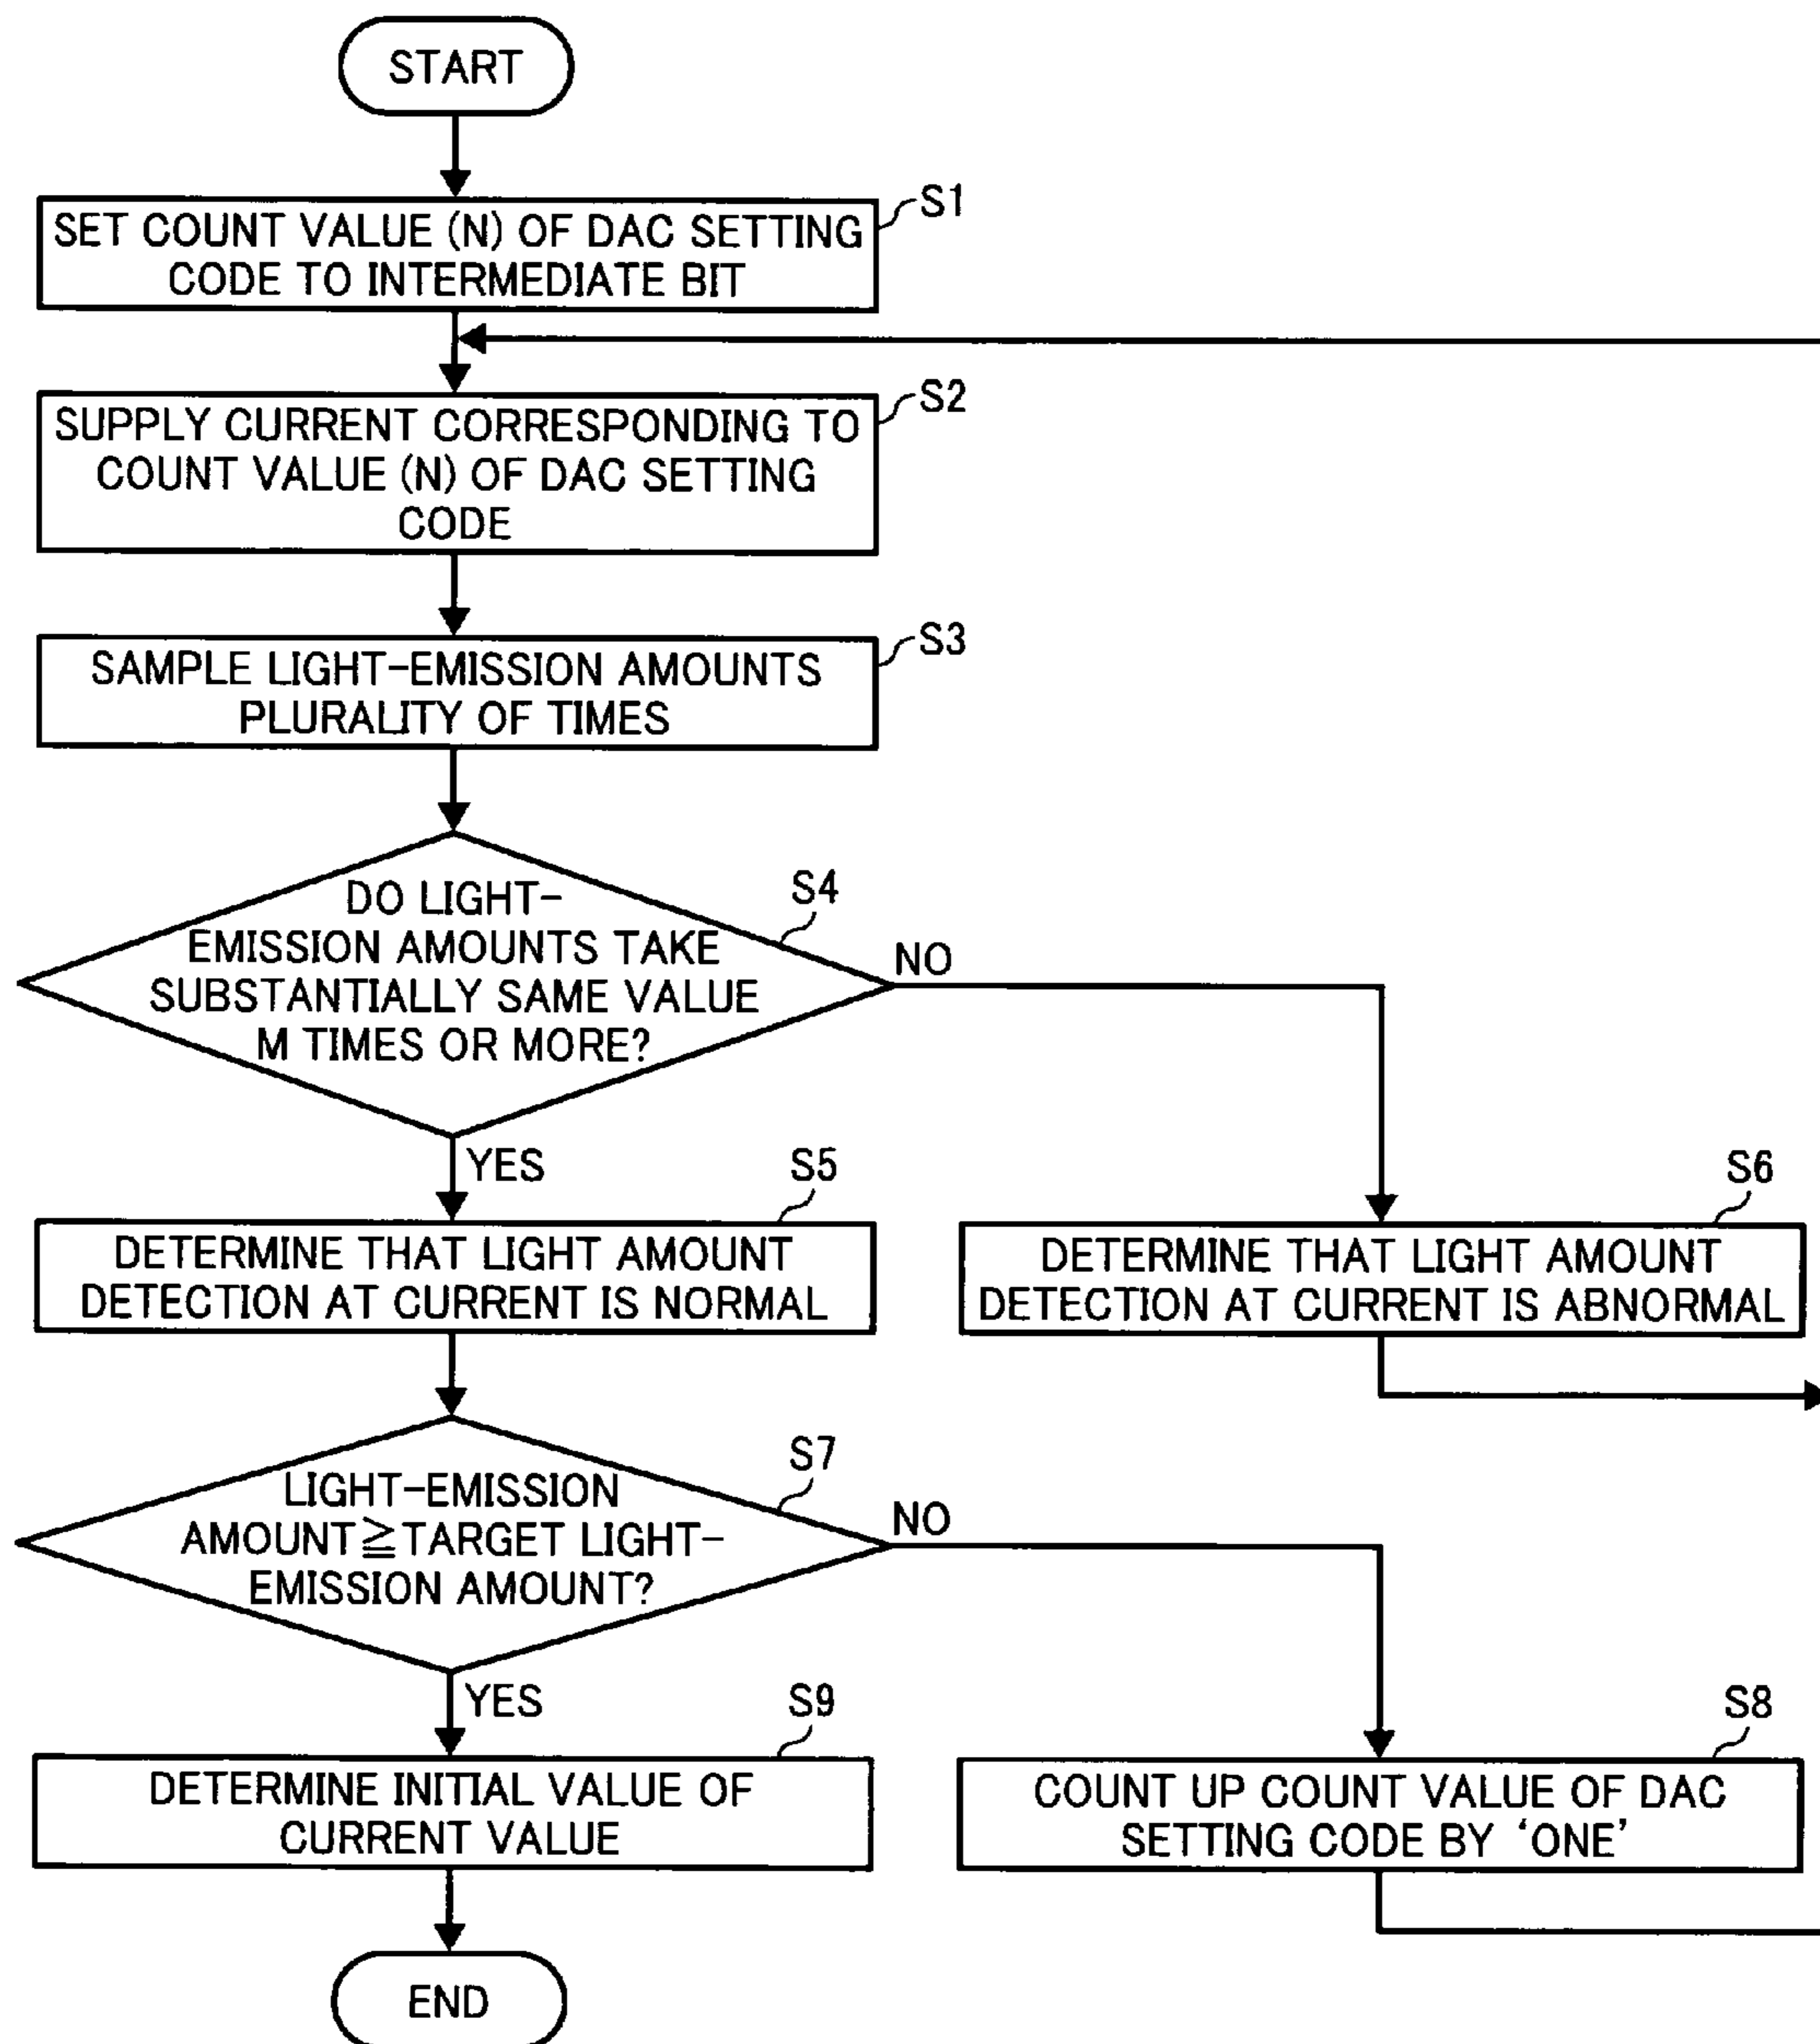 START
S1
SET COUNT VALUE (N) OF DAC SETTING
CODE TO INTERMEDIATE BIT
S2
SUPPLY CURRENT CORRESPONDING TO
COUNT VALUE (N) OF DAC SETTING
CODE
S3
SAMPLE LIGHT-EMISSION AMOUNTS
PLURALITY OF TIMES
S4
DO LIGHT-
EMISSION AMOUNTS TAKE
SUBSTANTIALLY SAME VALUE
M TIMES OR MORE?
NO
YES
S5
DETERMINE THAT LIGHT AMOUNT
DETECTION AT CURRENT IS NORMAL
S6
DETERMINE THAT LIGHT AMOUNT
DETECTION AT CURRENT IS ABNORMAL
S7
LIGHT-EMISSION
AMOUNT≧TARGET LIGHT-
EMISSION AMOUNT?
NO
YES
S9
DETERMINE INITIAL VALUE OF
CURRENT VALUE
S8
COUNT UP COUNT VALUE OF DAC
SETTING CODE BY ‘ONE’
END